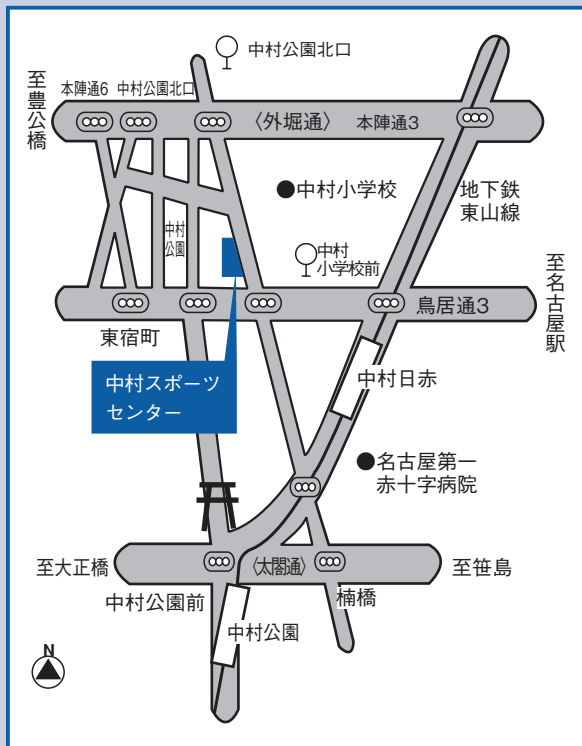 中村公園北口
至豊公橋
本陣通6
中村公園北口
〈外堀通〉
本陣通3
中村小学校
地下鉄
東山線
中村
公園
中村
小学校前
至名古屋駅
鳥居通3
東宿町
中村スポーツ
センター
中村日赤
名古屋第一
赤十字病院
至大正橋
〈太閤通〉
至笹島
中村公園前
楠橋
中村公園
N